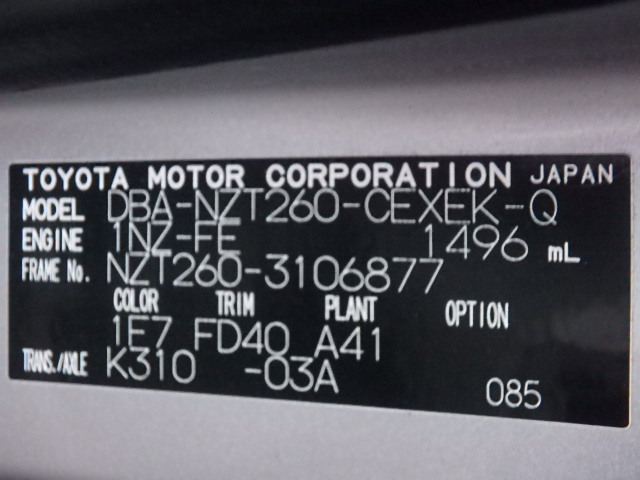 TOYOTA MOTOR CORPORATION JAPAN
MODEL DBA-NZT260-CEXEK-Q
ENGINE 1NZ-FE 1496 mL
FRAME No. NZT260-3106877
COLOR TRIM PLANT OPTION
1E7 FD40 A41
TRANS./AXLE K310 -03A
085